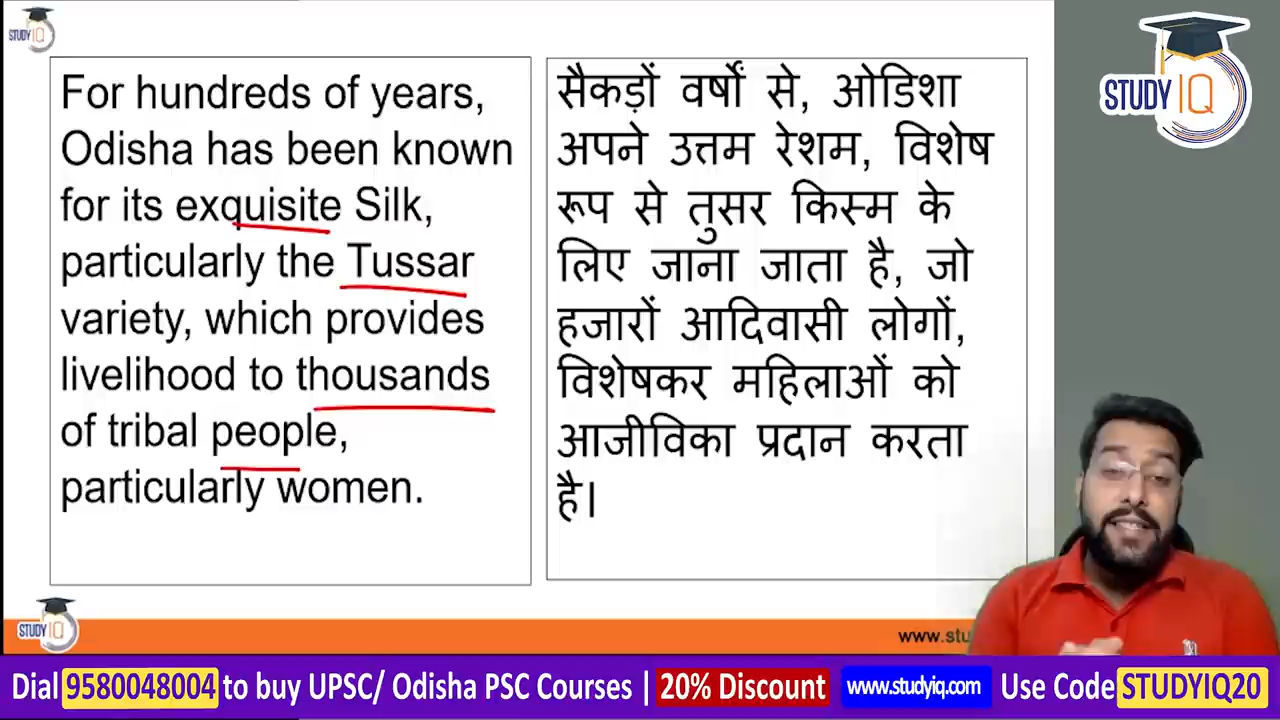 STUDY IQ
For hundreds of years,
Odisha has been known
for its exquisite Silk,
particularly the Tussar
variety, which provides
livelihood to thousands
of tribal people,
particularly women.
सैकड़ों वर्षों से, ओडिशा
अपने उत्तम रेशम, विशेष
रूप से तुसर किस्म के
लिए जाना जाता है, जो
हजारों आदिवासी लोगों,
विशेषकर महिलाओं को
आजीविका प्रदान करता
है।
STUDY IQ
STUDY IQ
www.stu
Dial 9580048004 to buy UPSC/ Odisha PSC Courses | 20% Discount www.studyiq.com Use Code STUDYIQ20